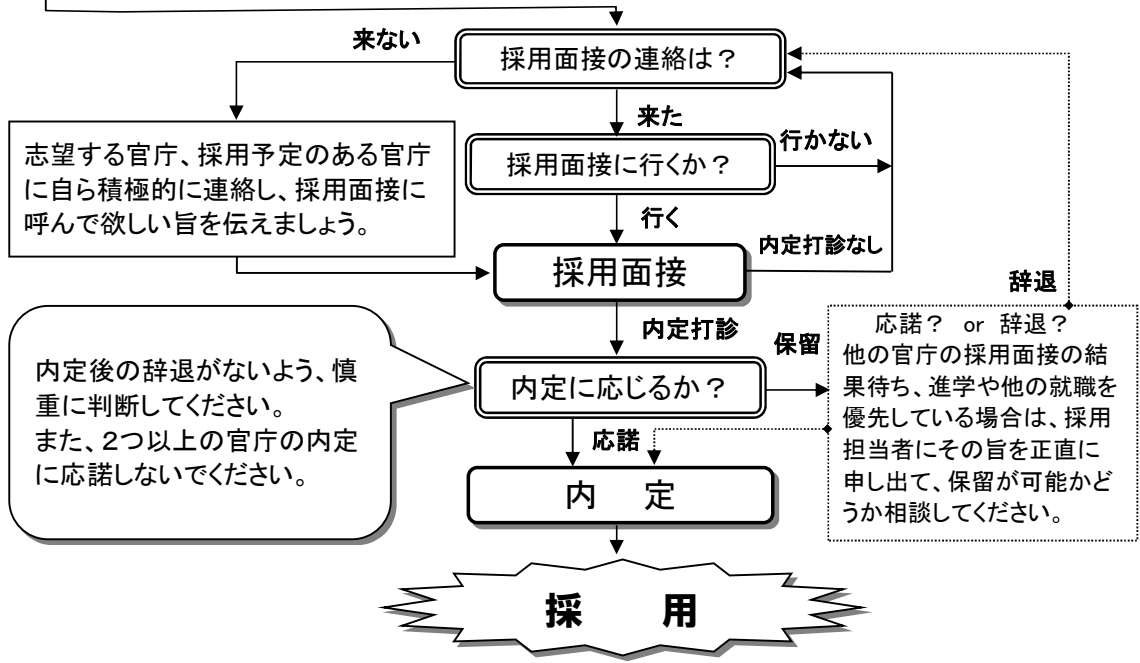 来ない
採用面接の連絡は？
来た
志望する官庁、採用予定のある官庁
に自ら積極的に連絡し、採用面接に
呼んで欲しい旨を伝えましょう。
採用面接に行くか？
行かない
行く
採用面接
内定打診なし
辞退
内定打診
保留
内定後の辞退がないよう、慎
重に判断してください。
また、２つ以上の官庁の内定
に応諾しないでください。
内定に応じるか？
応諾？ or 辞退？
他の官庁の採用面接の結
果待ち、進学や他の就職を
優先している場合は、採用
担当者にその旨を正直に
申し出て、保留が可能かど
うか相談してください。
応諾
内　定
採　用